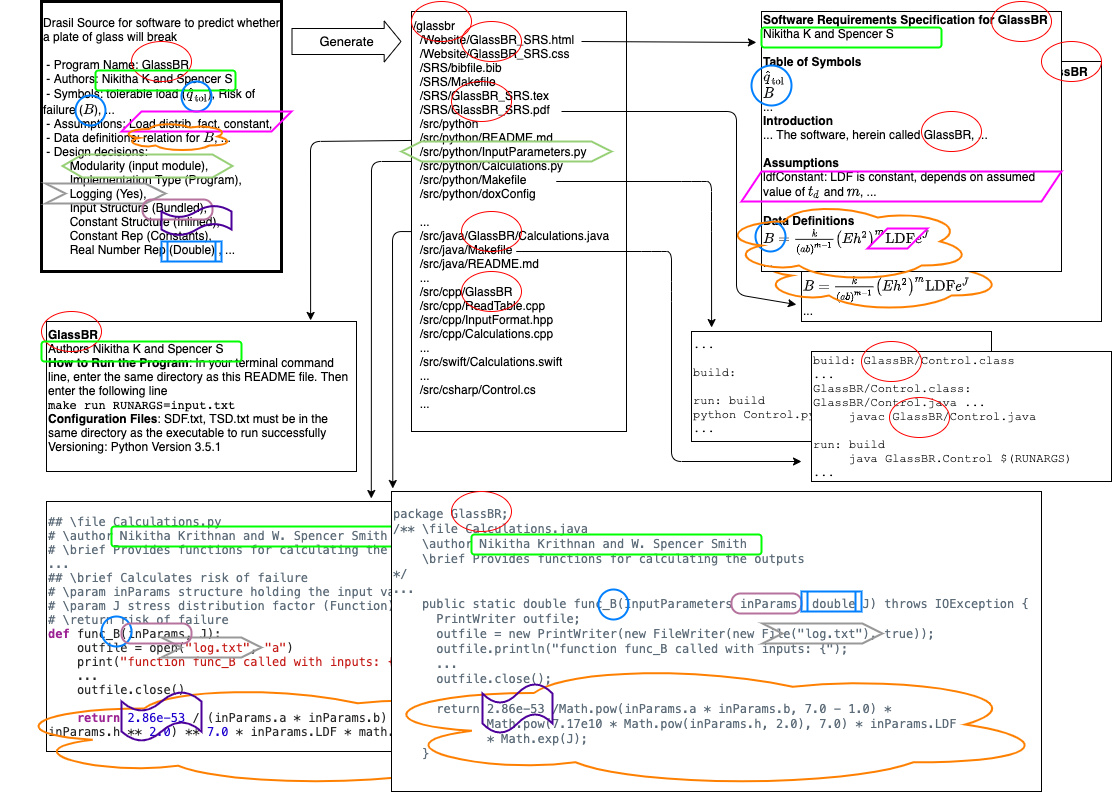 Drasil Source for software to predict whether
a plate of glass will break
- Program Name: GlassBR
- Authors: Nikitha K and Spencer S
- Symbols: tolerable load (q̂tol), Risk of
failure (B), ...
- Assumptions: Load distrib. fact, constant,
- Data definitions: relation for B, ...
- Design decisions:
Modularity (input module),
Implementation Type (Program),
Logging (Yes),
Input Structure (Bundled),
Constant Structure (Inlined),
Constant Rep (Constants),
Real Number Rep (Double) , ...
Generate
/glassbr
/Website/GlassBR_SRS.html
/Website/GlassBR_SRS.css
/SRS/bibfile.bib
/SRS/Makefile
/SRS/GlassBR_SRS.tex
/SRS/GlassBR_SRS.pdf
/src/python
/src/python/README.md
/src/python/InputParameters.py
/src/python/Calculations.py
/src/python/Makefile
/src/python/doxConfig
...
/src/java/GlassBR/Calculations.java
/src/java/Makefile
/src/java/README.md
...
/src/cpp/GlassBR
/src/cpp/ReadTable.cpp
/src/cpp/InputFormat.hpp
/src/cpp/Calculations.cpp
...
/src/swift/Calculations.swift
...
/src/csharp/Control.cs
...
Software Requirements Specification for GlassBR
Nikitha K and Spencer S
Table of Symbols
q̂tol
B
...
Introduction
... The software, herein called GlassBR, ...
Assumptions
ldfConstant: LDF is constant, depends on assumed
value of t_d and m, ...
Data Definitions
B = k/(ab)^(m−1) (Eh²)^m LDFe^J
ssBR
B = k/(ab)^(m−1) (Eh²)^m LDFe^J
...
GlassBR
Authors Nikitha K and Spencer S
How to Run the Program: In your terminal command
line, enter the same directory as this README file. Then
enter the following line
make run RUNARGS=input.txt
Configuration Files: SDF.txt, TSD.txt must be in the
same directory as the executable to run successfully
Versioning: Python Version 3.5.1
...
build:
run: build
python Control.py
...
build: GlassBR/Control.class
...
GlassBR/Control.class:
GlassBR/Control.java ...
javac GlassBR/Control.java
run: build
java GlassBR.Control $(RUNARGS)
...
## \file Calculations.py
# \author Nikitha Krithnan and W. Spencer Smith
# \brief Provides functions for calculating the
...
## \brief Calculates risk of failure
# \param inParams structure holding the input va
# \param J stress distribution factor (Function)
# \return risk of failure
def func_B(inParams, J):
outfile = open("log.txt", "a")
print("function func_B called with inputs: {
...
outfile.close()
return 2.86e-53 / (inParams.a * inParams.b)
inParams.h ** 2.0) ** 7.0 * inParams.LDF * math.
package GlassBR;
/** \file Calculations.java
\author Nikitha Krithnan and W. Spencer Smith
\brief Provides functions for calculating the outputs
*/
...
public static double func_B(InputParameters inParams, double J) throws IOException {
PrintWriter outfile;
outfile = new PrintWriter(new FileWriter(new File("log.txt"), true));
outfile.println("function func_B called with inputs: {");
...
outfile.close();
return 2.86e-53 /Math.pow(inParams.a * inParams.b, 7.0 - 1.0) *
Math.pow(7.17e10 * Math.pow(inParams.h, 2.0), 7.0) * inParams.LDF
* Math.exp(J);
}